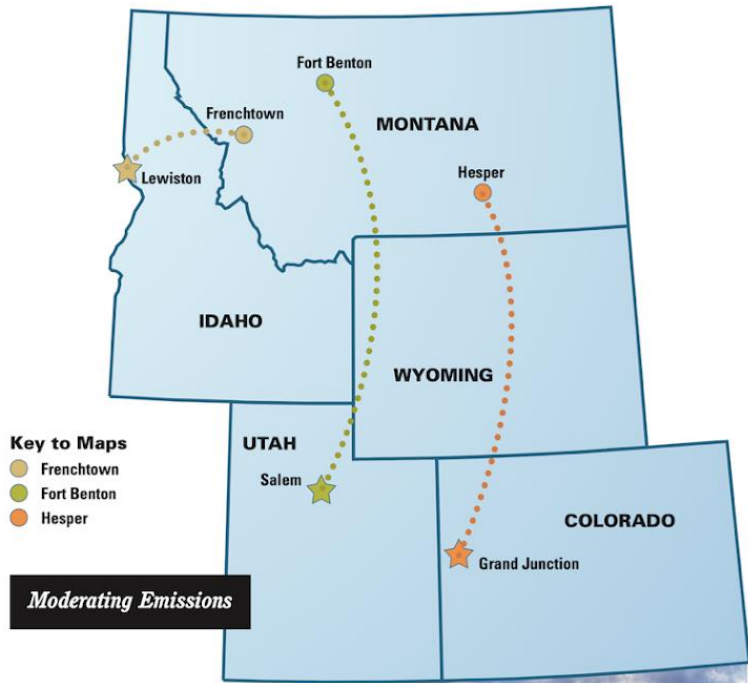 Fort Benton
Frenchtown
MONTANA
Lewiston
Hesper
IDAHO
WYOMING
Key to Maps
Frenchtown
Fort Benton
Hesper
UTAH
Salem
COLORADO
Grand Junction
Moderating Emissions